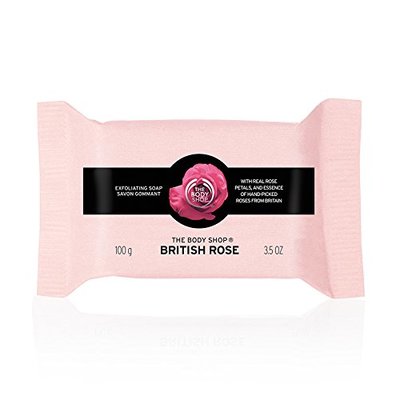 EXFOLIATING SOAP
SAVON GOMMANT
THE
BODY
SHOP
WITH REAL ROSE
PETALS, AND ESSENCE
OF HAND-PICKED
ROSES FROM BRITAIN
THE BODY SHOP ®
100 g
BRITISH ROSE
3.5 OZ